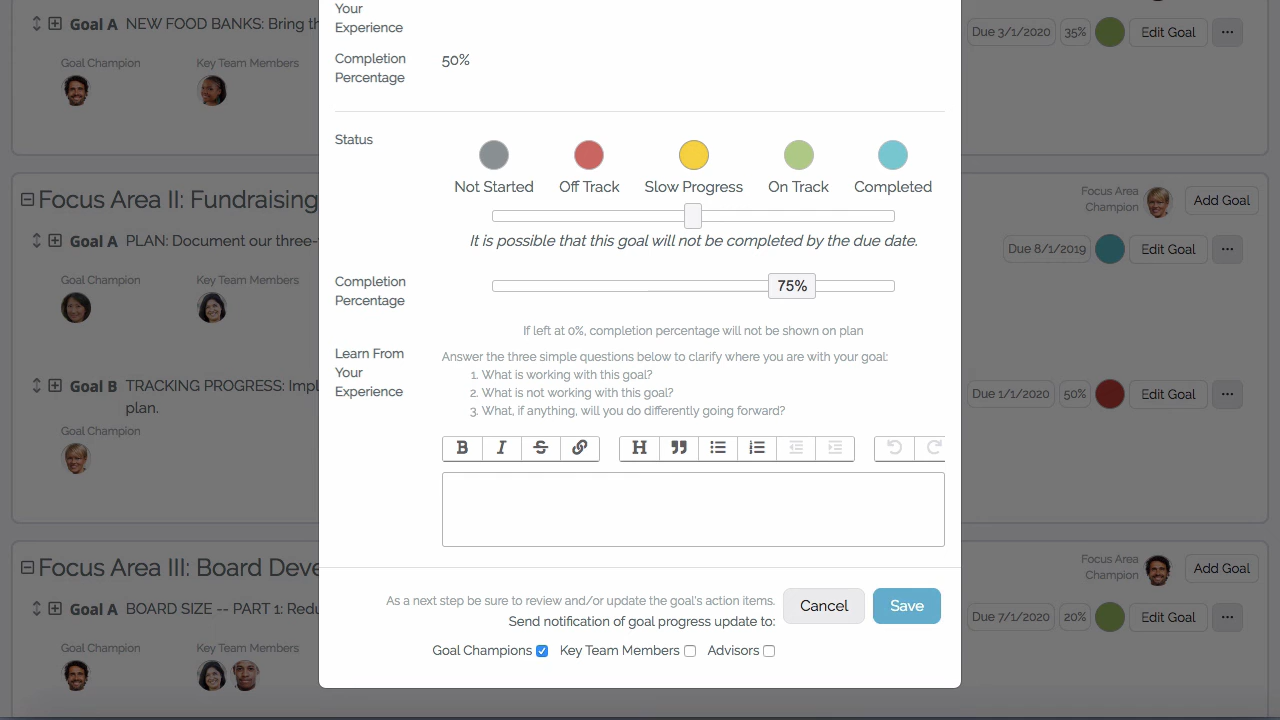 Goal A NEW FOOD BANKS: Bring th
Due 3/1/2020 35% Edit Goal ...
Goal Champion Key Team Members
Your
Experience
Completion
Percentage
50%
Status
Not Started Off Track Slow Progress On Track Completed
It is possible that this goal will not be completed by the due date.
Completion
Percentage
75%
If left at 0%, completion percentage will not be shown on plan
Learn From
Your
Experience
Answer the three simple questions below to clarify where you are with your goal:
1. What is working with this goal?
2. What is not working with this goal?
3. What, if anything, will you do differently going forward?
B I S H
As a next step be sure to review and/or update the goal's action items.
Send notification of goal progress update to:
Cancel Save
Goal Champions Key Team Members Advisors
Focus Area II: Fundraising
Focus Area
Champion
Add Goal
Goal A PLAN: Document our three-
Due 8/1/2019 Edit Goal ...
Goal Champion Key Team Members
Goal B TRACKING PROGRESS: Impl
plan.
Due 1/1/2020 50% Edit Goal ...
Goal Champion
Focus Area III: Board Deve
Focus Area
Champion
Add Goal
Goal A BOARD SIZE -- PART 1: Redu
Due 7/1/2020 20% Edit Goal ...
Goal Champion Key Team Members